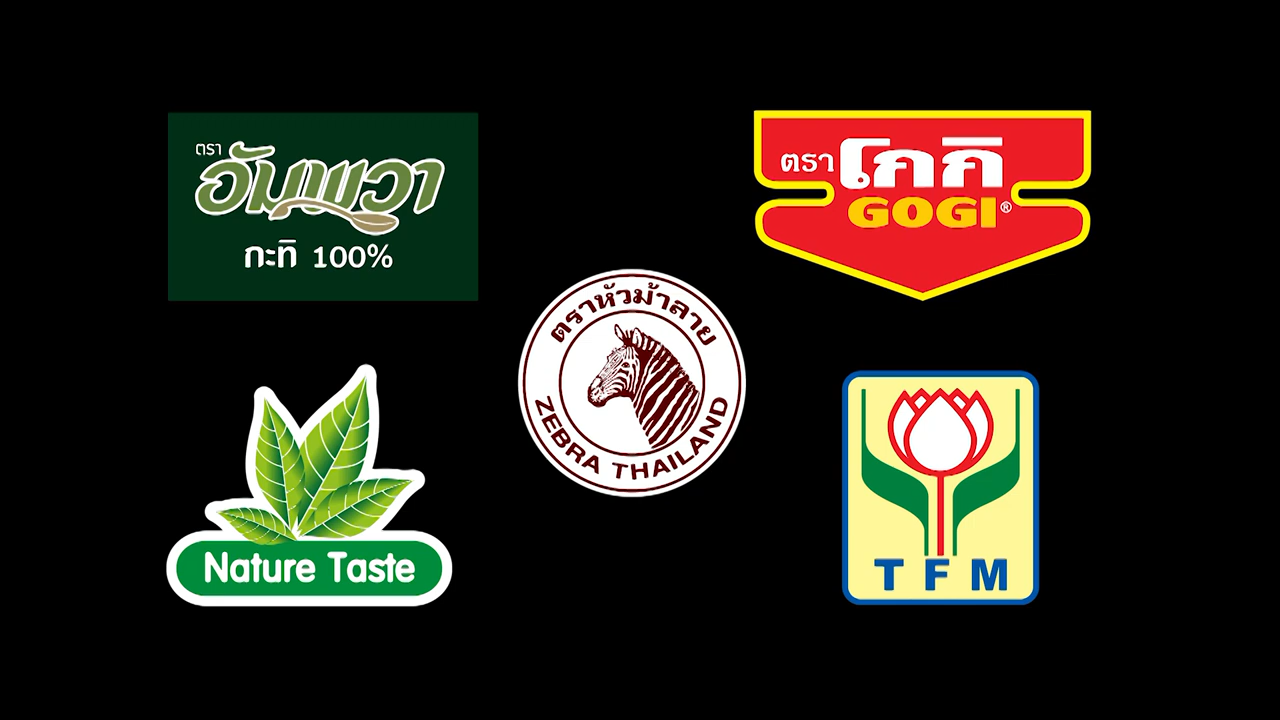 ตรา
อัมพวา
กะทิ 100%
ตรา โกกิ
GOGI®
ตราหัวม้าลาย
ZEBRA THAILAND
Nature Taste
TFM